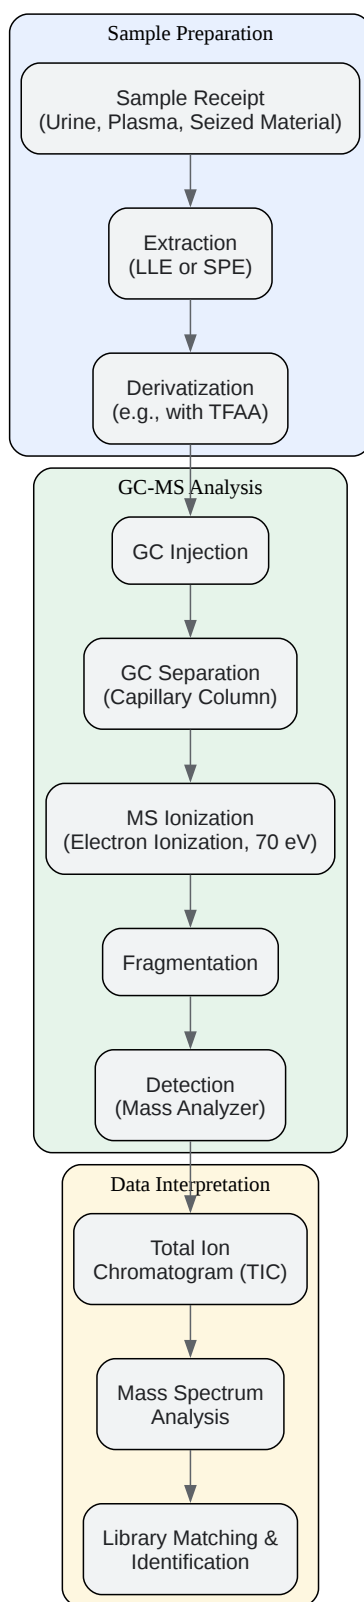 Sample Preparation
Sample Receipt
(Urine, Plasma, Seized Material)
Extraction
(LLE or SPE)
Derivatization
(e.g., with TFAA)
GC-MS Analysis
GC Injection
GC Separation
(Capillary Column)
MS Ionization
(Electron Ionization, 70 eV)
Fragmentation
Detection
(Mass Analyzer)
Data Interpretation
Total Ion
Chromatogram (TIC)
Mass Spectrum
Analysis
Library Matching &
Identification